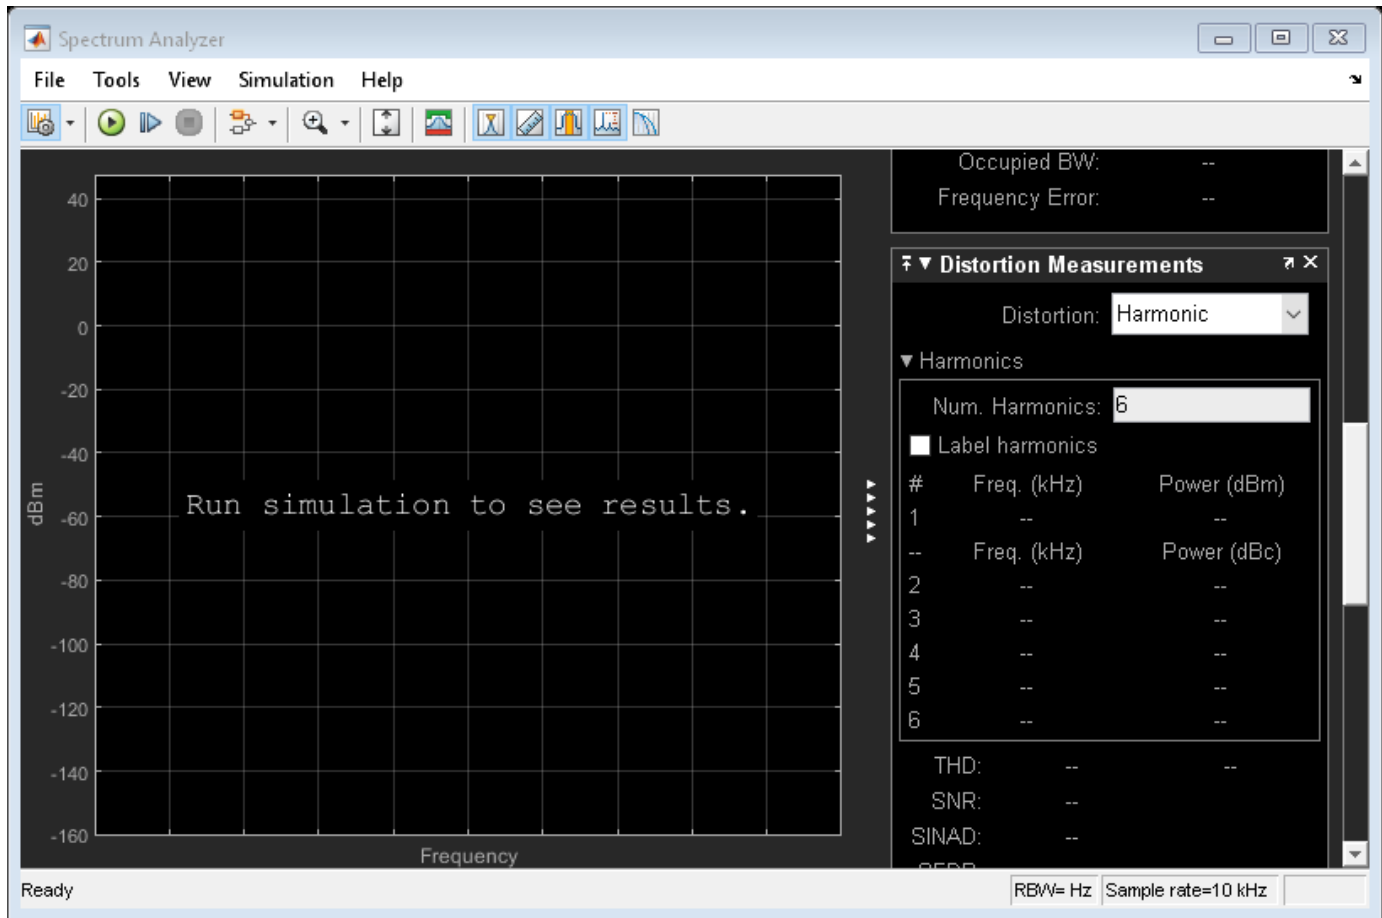 Spectrum Analyzer
File Tools View Simulation Help
40
20
0
-20
-40
-60
-80
-100
-120
-140
-160
dBm
Run simulation to see results.
Frequency
Occupied BW: --
Frequency Error: --
Distortion Measurements
Distortion: Harmonic
Harmonics
Num. Harmonics: 6
Label harmonics
# Freq. (kHz) Power (dBm)
1 -- --
-- Freq. (kHz) Power (dBc)
2 -- --
3 -- --
4 -- --
5 -- --
6 -- --
THD: -- --
SNR: --
SINAD: --
Ready
RBW= Hz Sample rate=10 kHz